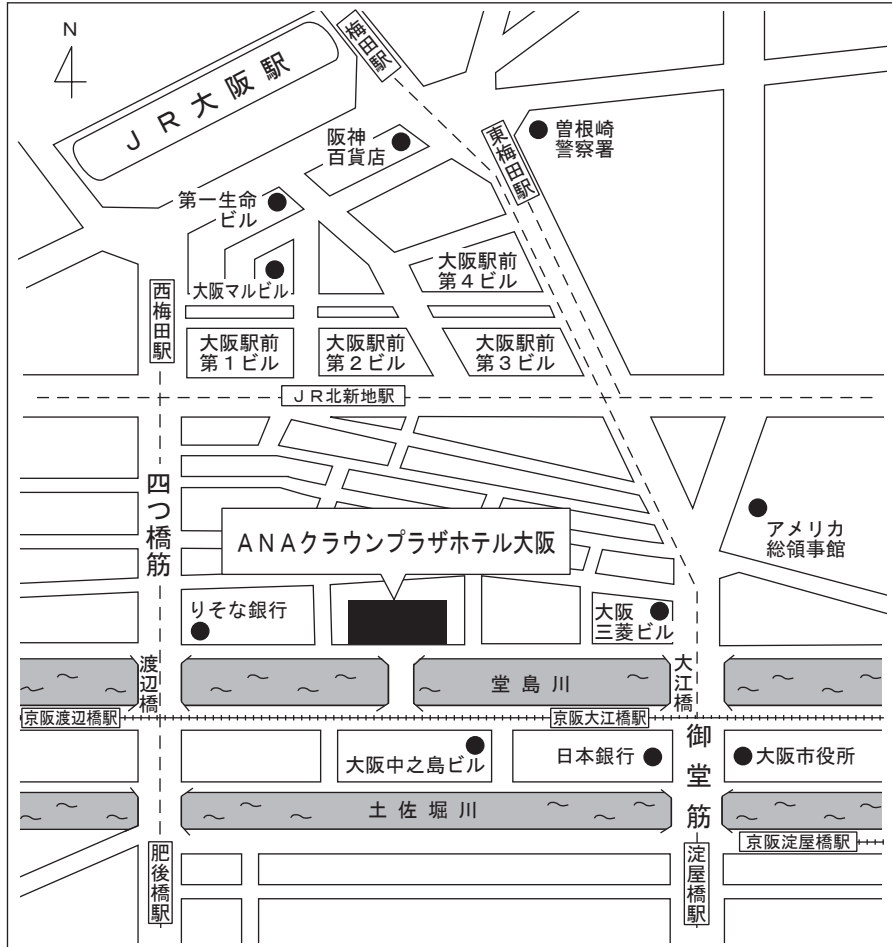 N
梅田駅
ＪＲ大阪駅
阪神
百貨店
東梅田駅
曽根崎
警察署
第一生命
ビル
大阪マルビル
大阪駅前
第４ビル
西梅田駅
大阪駅前
第１ビル
大阪駅前
第２ビル
大阪駅前
第３ビル
ＪＲ北新地駅
四つ橋筋
ＡＮＡクラウンプラザホテル大阪
アメリカ
総領事館
りそな銀行
大阪
三菱ビル
渡辺橋
堂島川
大江橋
京阪渡辺橋駅
京阪大江橋駅
御堂筋
大阪中之島ビル
日本銀行
大阪市役所
土佐堀川
京阪淀屋橋駅
肥後橋駅
淀屋橋駅